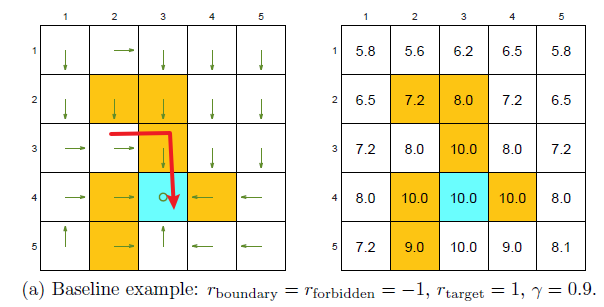 1 2 3 4 5 1 2 3 4 5
1 1 5.8 5.6 6.2 6.5 5.8
2 2 6.5 7.2 8.0 7.2 6.5
3 3 7.2 8.0 10.0 8.0 7.2
4 4 8.0 10.0 10.0 10.0 8.0
5 5 7.2 9.0 10.0 9.0 8.1
(a) Baseline example: r_boundary = r_forbidden = −1, r_target = 1, γ = 0.9.